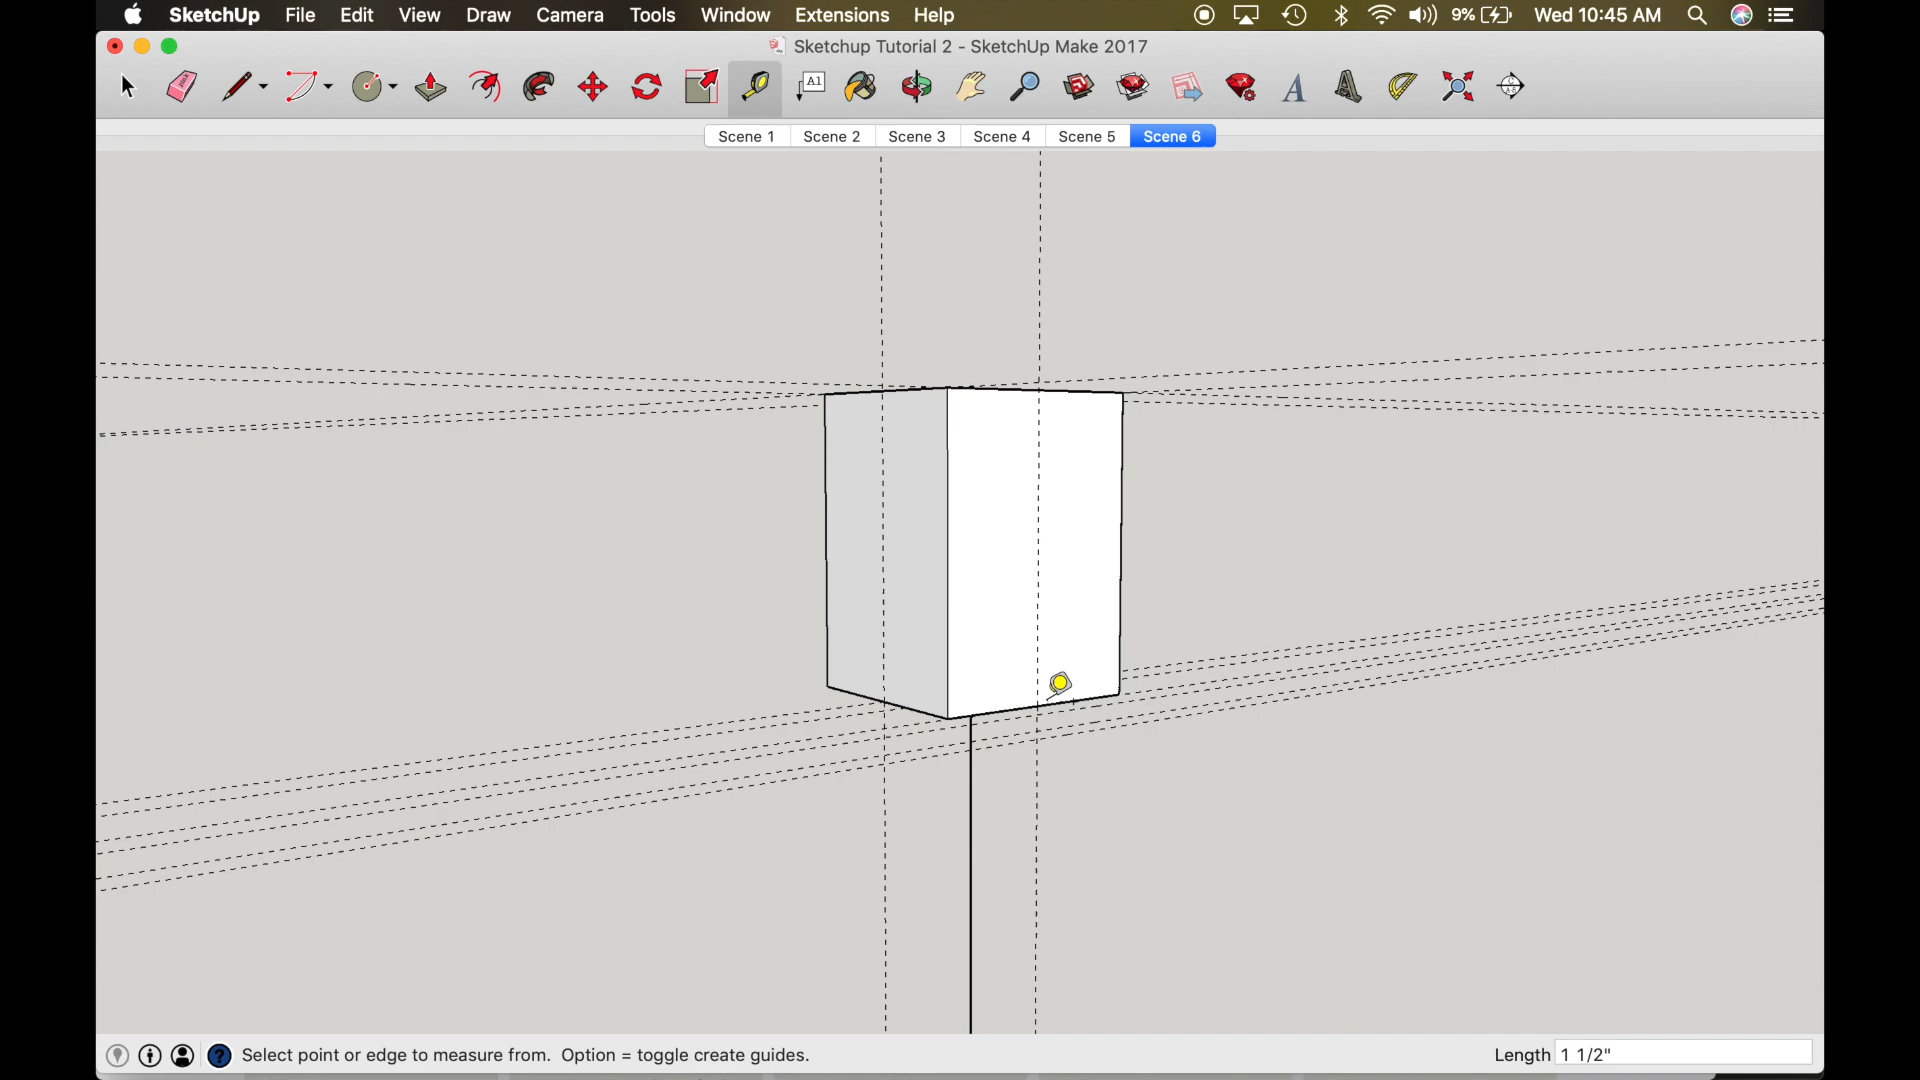 SketchUp File Edit View Draw Camera Tools Window Extensions Help 9% Wed 10:45 AM
Sketchup Tutorial 2 - SketchUp Make 2017
A1
Scene 1 Scene 2 Scene 3 Scene 4 Scene 5 Scene 6
Select point or edge to measure from. Option = toggle create guides. Length 1 1/2"